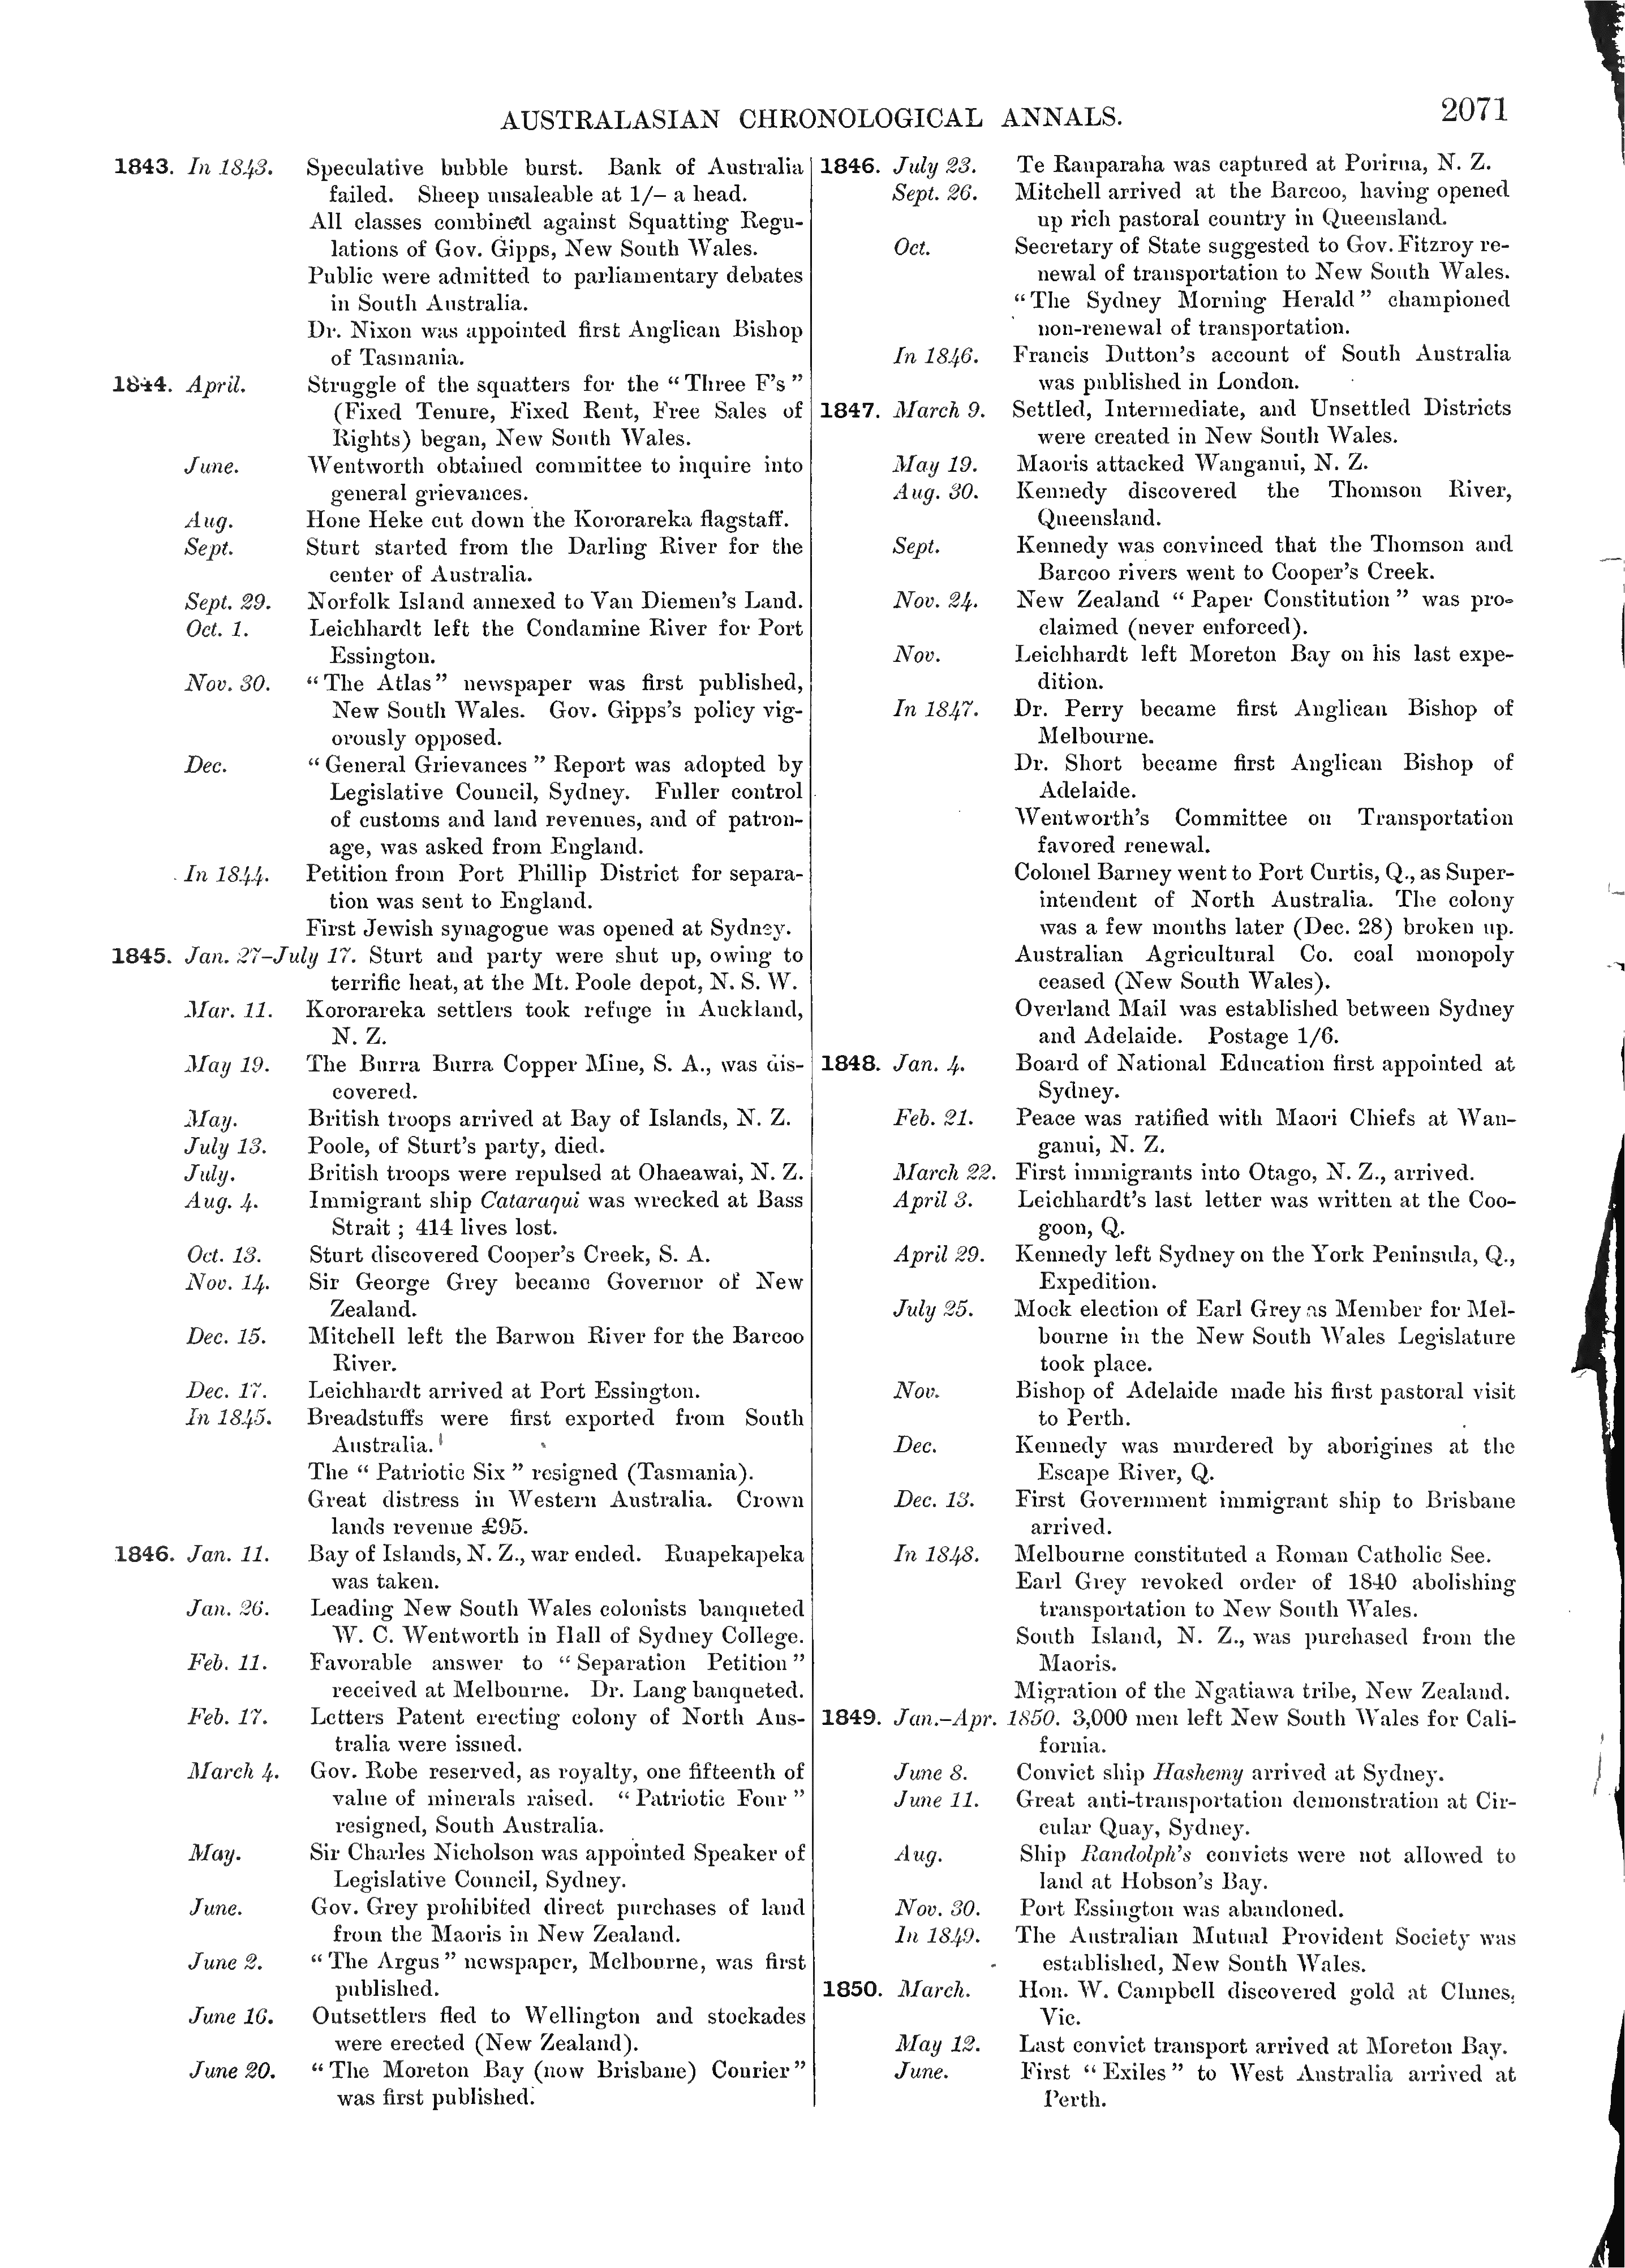 AUSTRALASIAN CHRONOLOGICAL ANNALS. 2071
1843. In 1843. Speculative bubble burst. Bank of Australia
failed. Sheep unsaleable at 1/– a head.
All classes combined against Squatting Regu-
lations of Gov. Gipps, New South Wales.
Public were admitted to parliamentary debates
in South Australia.
Dr. Nixon was appointed first Anglican Bishop
of Tasmania.
1844. April. Struggle of the squatters for the “Three F's”
(Fixed Tenure, Fixed Rent, Free Sales of
Rights) began, New South Wales.
June. Wentworth obtained committee to inquire into
general grievances.
Aug. Hone Heke cut down the Kororareka flagstaff.
Sept. Sturt started from the Darling River for the
center of Australia.
Sept. 29. Norfolk Island annexed to Van Diemen's Land.
Oct. 1. Leichhardt left the Condamine River for Port
Essington.
Nov. 30. “The Atlas” newspaper was first published,
New South Wales. Gov. Gipps's policy vig-
orously opposed.
Dec. “General Grievances” Report was adopted by
Legislative Council, Sydney. Fuller control
of customs and land revenues, and of patron-
age, was asked from England.
In 1844. Petition from Port Phillip District for separa-
tion was sent to England.
First Jewish synagogue was opened at Sydney.
1845. Jan. 27–July 17. Sturt and party were shut up, owing to
terrific heat, at the Mt. Poole depot, N. S. W.
Mar. 11. Kororareka settlers took refuge in Auckland,
N. Z.
May 19. The Burra Burra Copper Mine, S. A., was dis-
covered.
May. British troops arrived at Bay of Islands, N. Z.
July 13. Poole, of Sturt's party, died.
July. British troops were repulsed at Ohaeawai, N. Z.
Aug. 4. Immigrant ship Cataraqui was wrecked at Bass
Strait; 414 lives lost.
Oct. 13. Sturt discovered Cooper's Creek, S. A.
Nov. 14. Sir George Grey became Governor of New
Zealand.
Dec. 15. Mitchell left the Barwon River for the Barcoo
River.
Dec. 17. Leichhardt arrived at Port Essington.
In 1845. Breadstuffs were first exported from South
Australia.
The “Patriotic Six” resigned (Tasmania).
Great distress in Western Australia. Crown
lands revenue £95.
1846. Jan. 11. Bay of Islands, N. Z., war ended. Ruapekapeka
was taken.
Jan. 26. Leading New South Wales colonists banqueted
W. C. Wentworth in Hall of Sydney College.
Feb. 11. Favorable answer to “Separation Petition”
received at Melbourne. Dr. Lang banqueted.
Feb. 17. Letters Patent erecting colony of North Aus-
tralia were issued.
March 4. Gov. Robe reserved, as royalty, one fifteenth of
value of minerals raised. “Patriotic Four”
resigned, South Australia.
May. Sir Charles Nicholson was appointed Speaker of
Legislative Council, Sydney.
June. Gov. Grey prohibited direct purchases of land
from the Maoris in New Zealand.
June 2. “The Argus” newspaper, Melbourne, was first
published.
June 16. Outsettlers fled to Wellington and stockades
were erected (New Zealand).
June 20. “The Moreton Bay (now Brisbane) Courier”
was first published.
1846. July 23. Te Rauparaha was captured at Porirua, N. Z.
Sept. 26. Mitchell arrived at the Barcoo, having opened
up rich pastoral country in Queensland.
Oct. Secretary of State suggested to Gov. Fitzroy re-
newal of transportation to New South Wales.
“The Sydney Morning Herald” championed
non-renewal of transportation.
In 1846. Francis Dutton's account of South Australia
was published in London.
1847. March 9. Settled, Intermediate, and Unsettled Districts
were created in New South Wales.
May 19. Maoris attacked Wanganui, N. Z.
Aug. 30. Kennedy discovered the Thomson River,
Queensland.
Sept. Kennedy was convinced that the Thomson and
Barcoo rivers went to Cooper's Creek.
Nov. 24. New Zealand “Paper Constitution” was pro-
claimed (never enforced).
Nov. Leichhardt left Moreton Bay on his last expe-
dition.
In 1847. Dr. Perry became first Anglican Bishop of
Melbourne.
Dr. Short became first Anglican Bishop of
Adelaide.
Wentworth's Committee on Transportation
favored renewal.
Colonel Barney went to Port Curtis, Q., as Super-
intendent of North Australia. The colony
was a few months later (Dec. 28) broken up.
Australian Agricultural Co. coal monopoly
ceased (New South Wales).
Overland Mail was established between Sydney
and Adelaide. Postage 1/6.
1848. Jan. 4. Board of National Education first appointed at
Sydney.
Feb. 21. Peace was ratified with Maori Chiefs at Wan-
ganui, N. Z.
March 22. First immigrants into Otago, N. Z., arrived.
April 3. Leichhardt's last letter was written at the Coo-
goon, Q.
April 29. Kennedy left Sydney on the York Peninsula, Q.,
Expedition.
July 25. Mock election of Earl Grey as Member for Mel-
bourne in the New South Wales Legislature
took place.
Nov. Bishop of Adelaide made his first pastoral visit
to Perth.
Dec. Kennedy was murdered by aborigines at the
Escape River, Q.
Dec. 13. First Government immigrant ship to Brisbane
arrived.
In 1848. Melbourne constituted a Roman Catholic See.
Earl Grey revoked order of 1840 abolishing
transportation to New South Wales.
South Island, N. Z., was purchased from the
Maoris.
Migration of the Ngatiawa tribe, New Zealand.
1849. Jan.–Apr. 1850. 3,000 men left New South Wales for Cali-
fornia.
June 8. Convict ship Hashemy arrived at Sydney.
June 11. Great anti-transportation demonstration at Cir-
cular Quay, Sydney.
Aug. Ship Randolph's convicts were not allowed to
land at Hobson's Bay.
Nov. 30. Port Essington was abandoned.
In 1849. The Australian Mutual Provident Society was
established, New South Wales.
1850. March. Hon. W. Campbell discovered gold at Clunes,
Vic.
May 12. Last convict transport arrived at Moreton Bay.
June. First “Exiles” to West Australia arrived at
Perth.